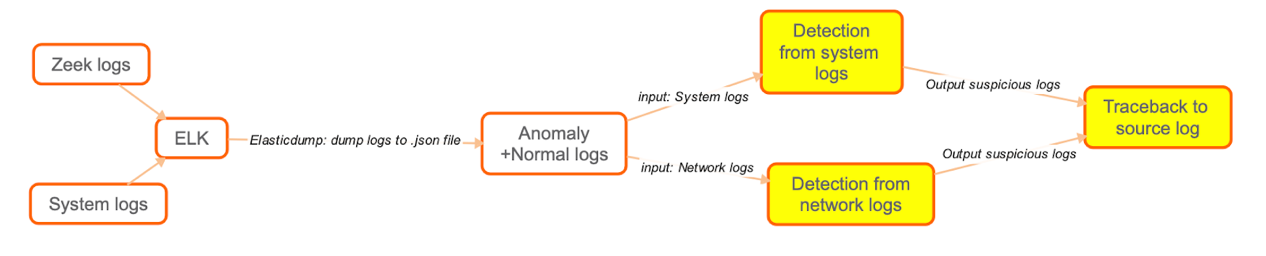 Zeek logs
System logs
ELK
Elasticdump: dump logs to .json file
Anomaly
+Normal logs
input: System logs
input: Network logs
Detection
from system
logs
Detection from
network logs
Output suspicious logs
Output suspicious logs
Traceback to
source log